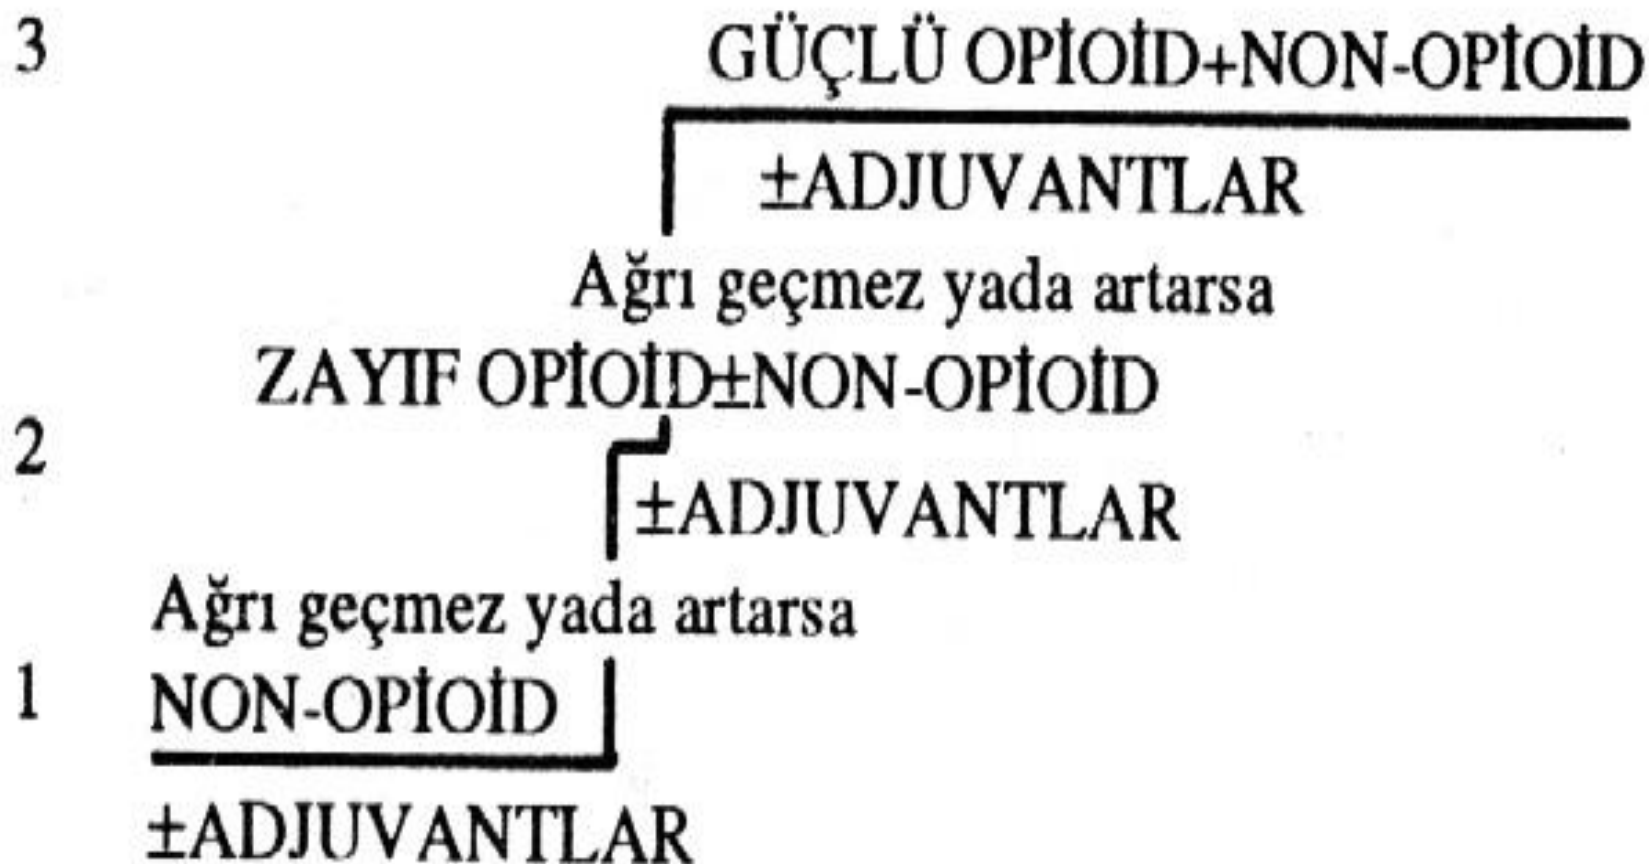 3 GÜÇLÜ OPİOİD+NON-OPİOİD
±ADJUVANTLAR
Ağrı geçmez yada artarsa
ZAYIF OPİOİD±NON-OPİOİD
2
±ADJUVANTLAR
Ağrı geçmez yada artarsa
1 NON-OPİOİD
±ADJUVANTLAR